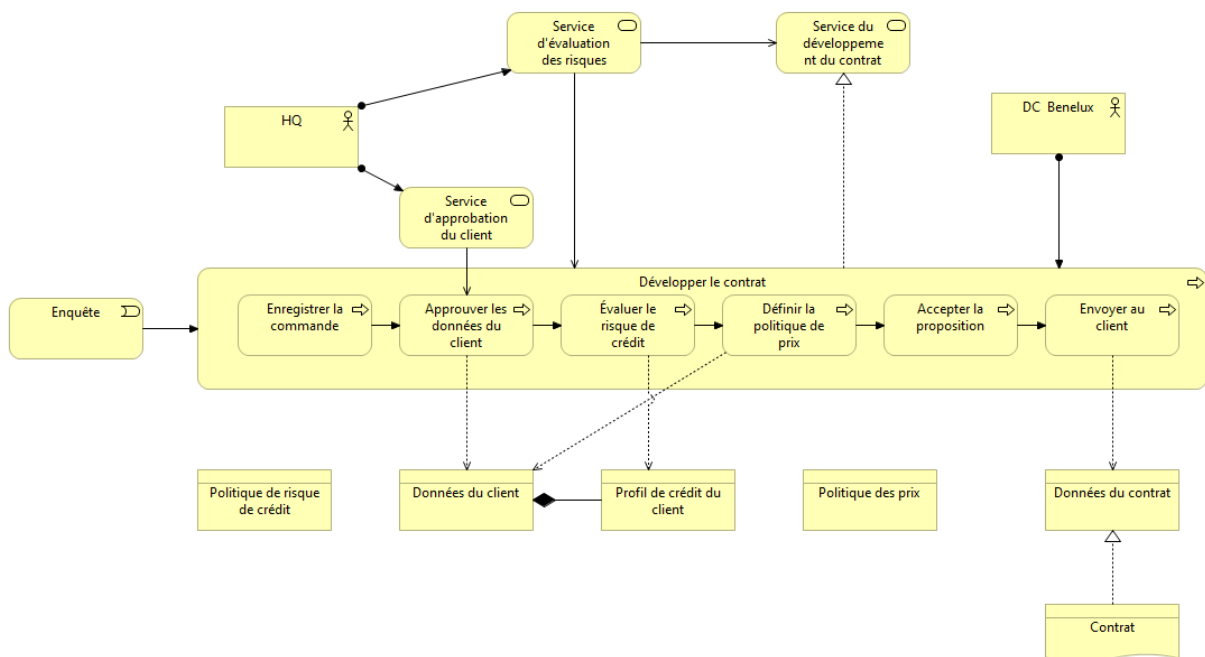 Service
d'évaluation
des risques
Service du
développeme
nt du contrat
HQ
DC Benelux
Service
d'approbation
du client
Développer le contrat
Enquête
Enregistrer la
commande
Approuver les
données du
client
Évaluer le
risque de
crédit
Définir la
politique de
prix
Accepter la
proposition
Envoyer au
client
Politique de risque
de crédit
Données du client
Profil de crédit du
client
Politique des prix
Données du contrat
Contrat